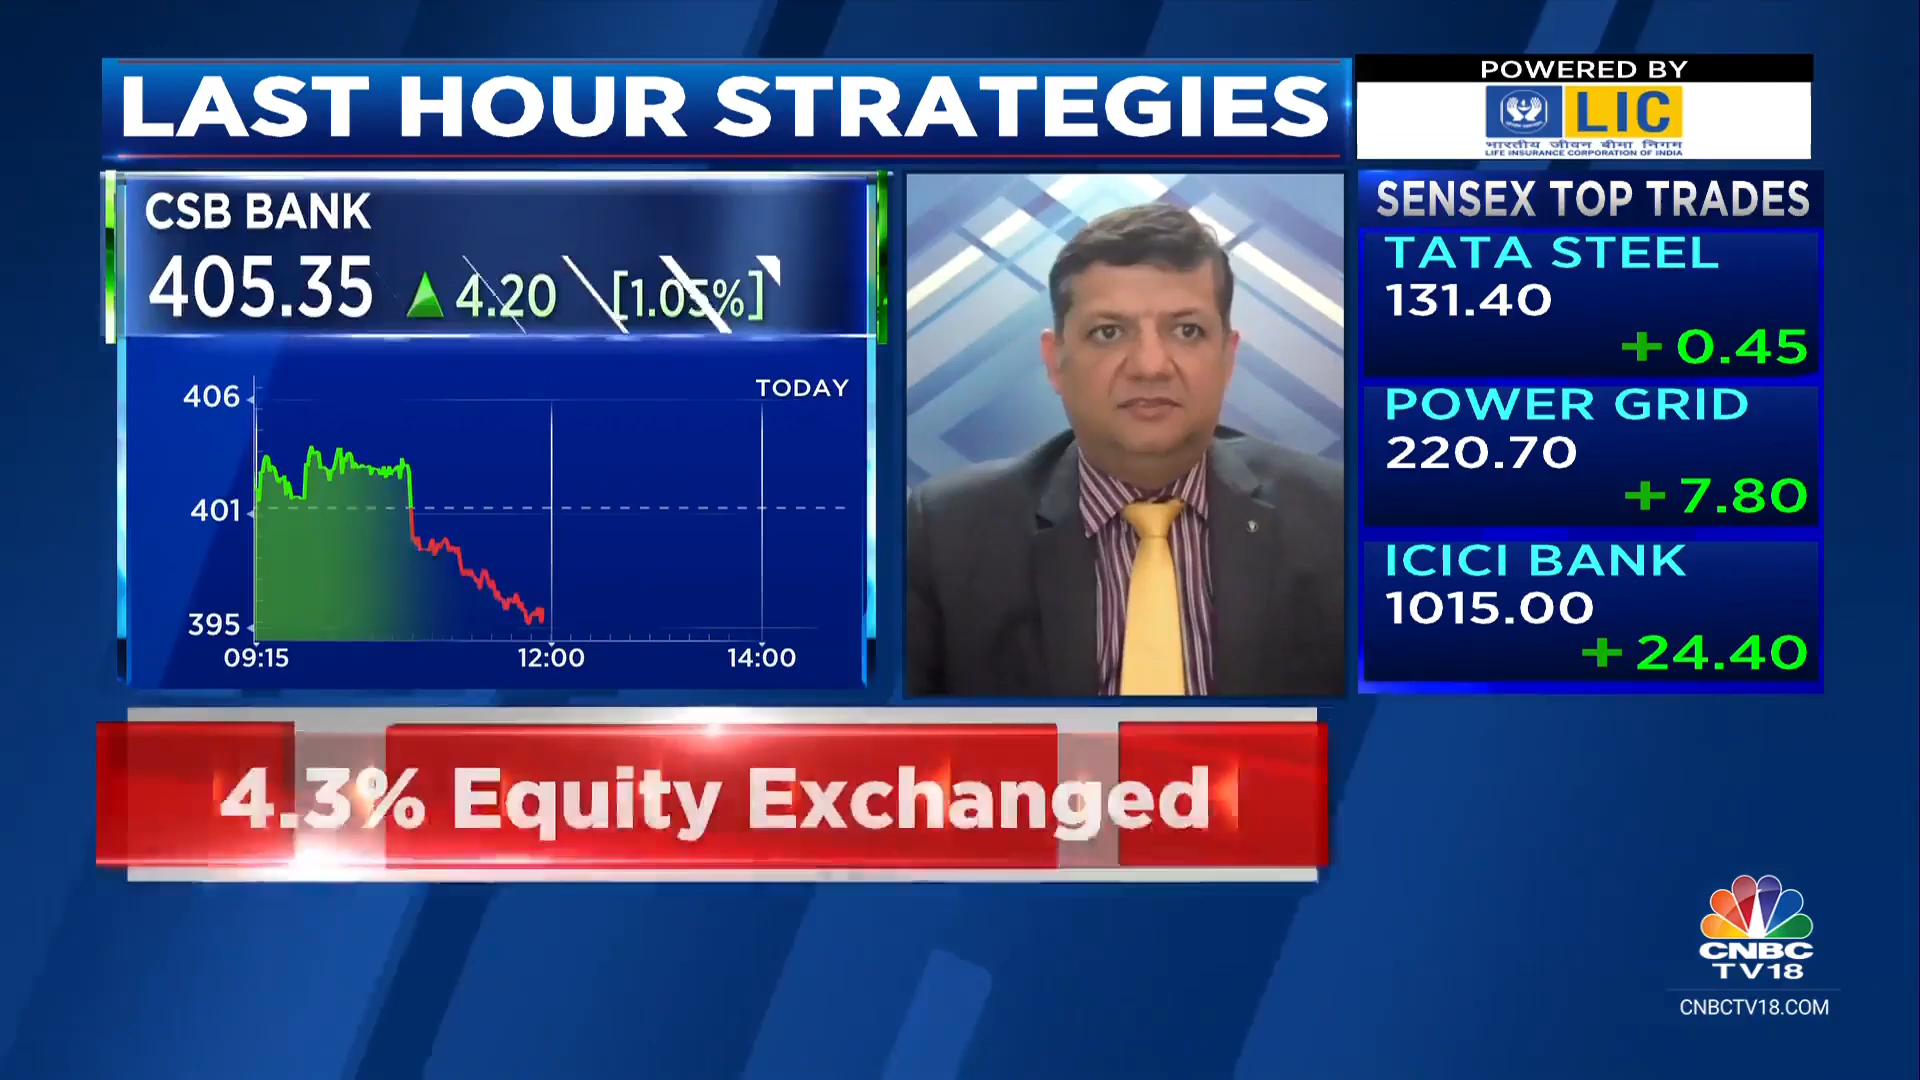 LAST HOUR STRATEGIES
POWERED BY
LIC
भारतीय जीवन बीमा निगम
LIFE INSURANCE CORPORATION OF INDIA
CSB BANK
405.35 ▲ 4.20 [1.05%]
TODAY
406
401
395
09:15 12:00 14:00
SENSEX TOP TRADES
TATA STEEL
131.40
+ 0.45
POWER GRID
220.70
+ 7.80
ICICI BANK
1015.00
+ 24.40
4.3% Equity Exchanged
CNBC
TV18
CNBCTV18.COM